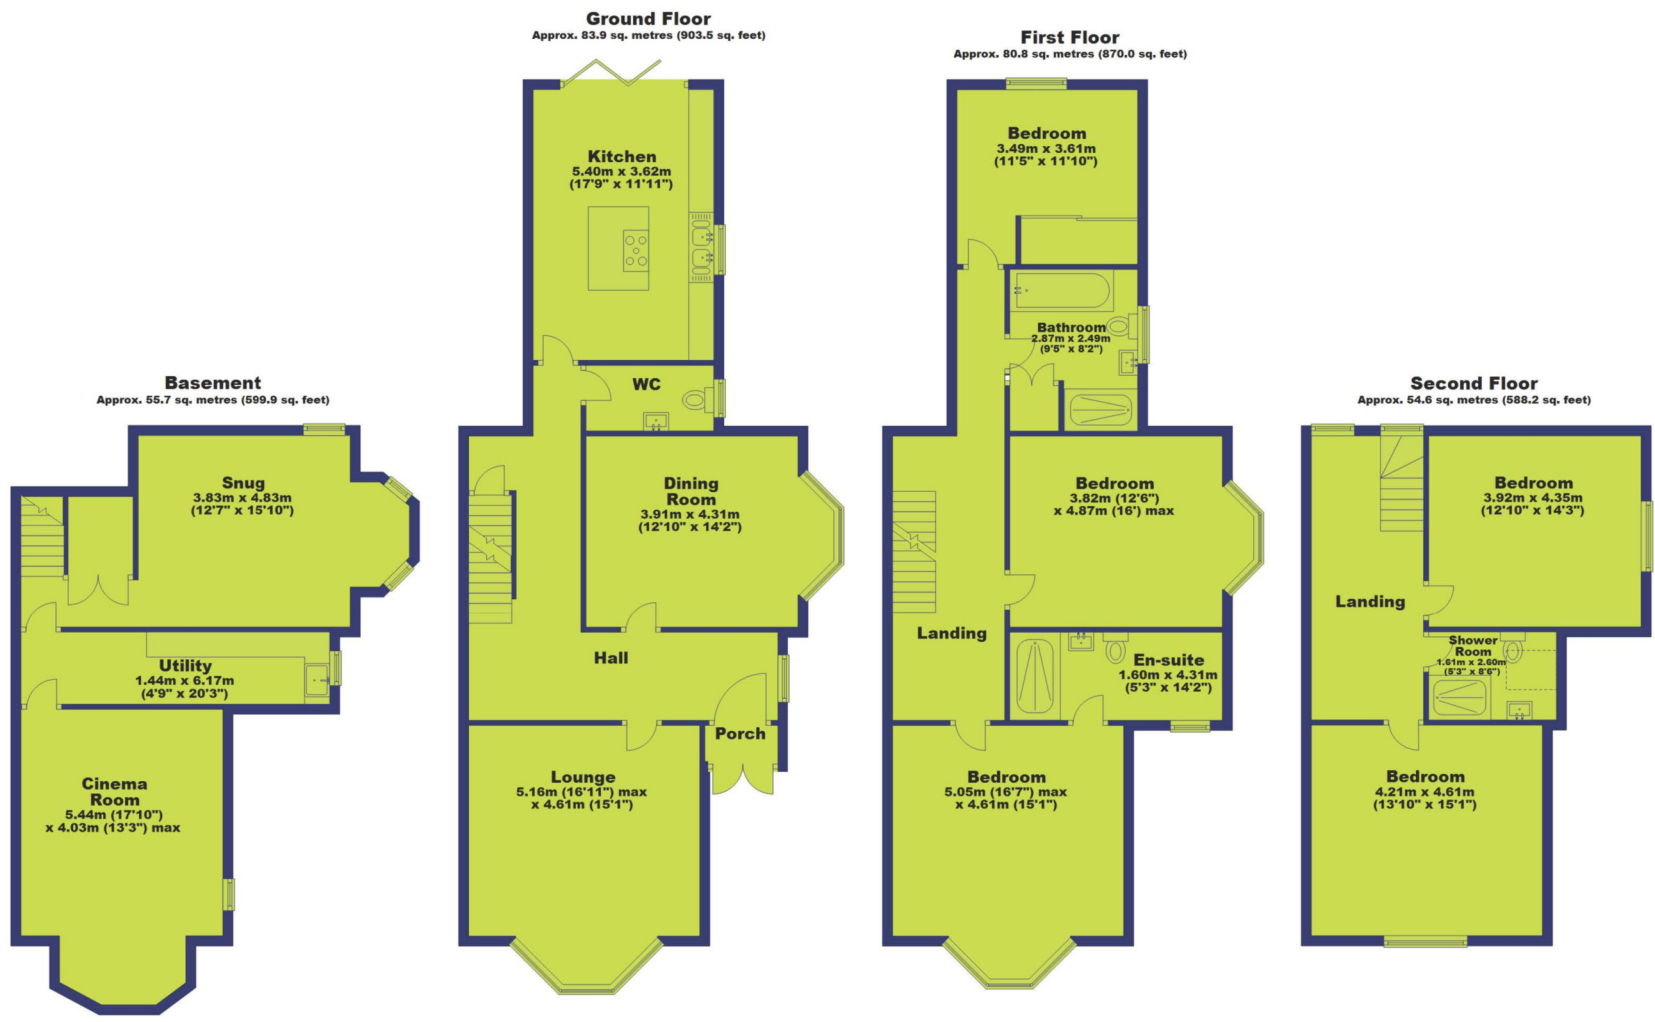 Basement
Approx. 55.7 sq. metres (599.9 sq. feet)
Snug
3.83m x 4.83m
(12'7" x 15'10")
Utility
1.44m x 6.17m
(4'9" x 20'3")
Cinema
Room
5.44m (17'10")
x 4.03m (13'3") max
Ground Floor
Approx. 83.9 sq. metres (903.5 sq. feet)
Kitchen
5.40m x 3.62m
(17'9" x 11'11")
WC
Dining
Room
3.91m x 4.31m
(12'10" x 14'2")
Hall
Porch
Lounge
5.16m (16'11") max
x 4.61m (15'1")
First Floor
Approx. 80.8 sq. metres (870.0 sq. feet)
Bedroom
3.49m x 3.61m
(11'5" x 11'10")
Bathroom
2.87m x 2.49m
(9'5" x 8'2")
Bedroom
3.82m (12'6")
x 4.87m (16') max
Landing
En-suite
1.60m x 4.31m
(5'3" x 14'2")
Bedroom
5.05m (16'7") max
x 4.61m (15'1")
Second Floor
Approx. 54.6 sq. metres (588.2 sq. feet)
Bedroom
3.92m x 4.35m
(12'10" x 14'3")
Landing
Shower
Room
1.61m x 2.60m
(5'3" x 8'6")
Bedroom
4.21m x 4.61m
(13'10" x 15'1")